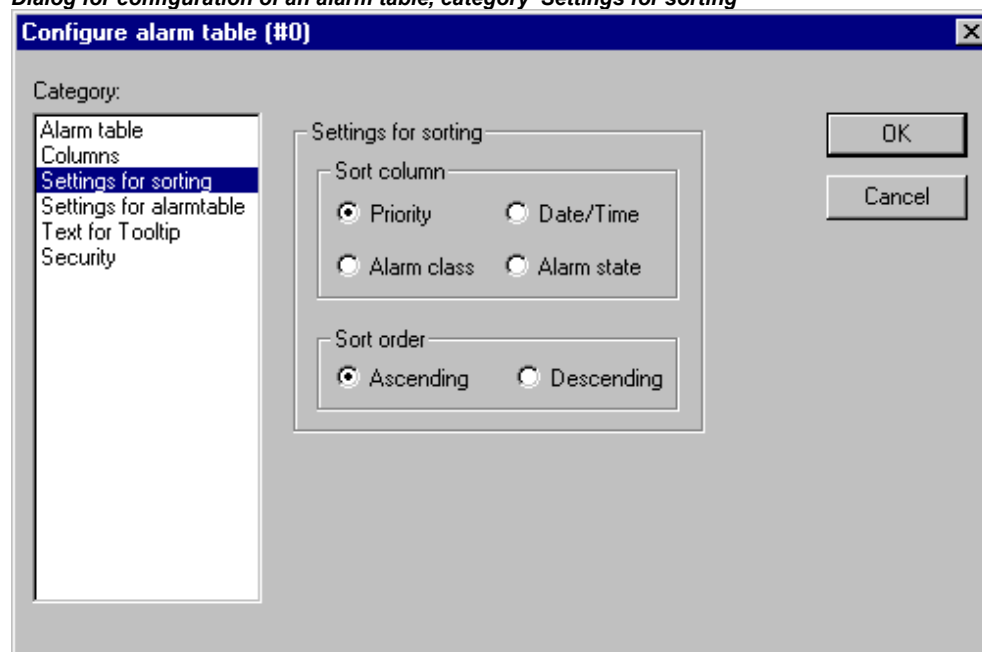 Dialog for configuration of an alarm table, category 'Settings for sorting'
Configure alarm table (#0)
Category:
Alarm table
Columns
Settings for sorting
Settings for alarmtable
Text for Tooltip
Security
Settings for sorting
Sort column
Priority Date/Time
Alarm class Alarm state
Sort order
Ascending Descending
OK
Cancel